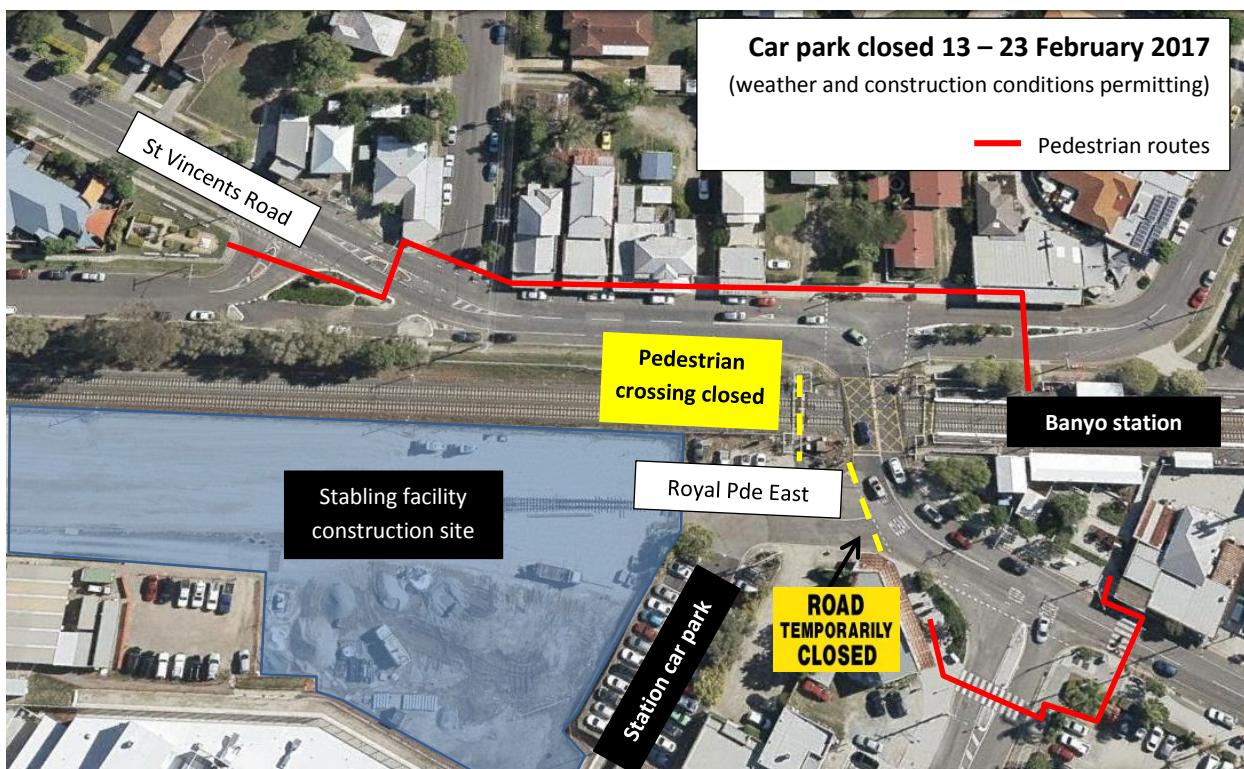 Car park closed 13 – 23 February 2017
(weather and construction conditions permitting)
Pedestrian routes
St Vincents Road
Pedestrian
crossing closed
Banyo station
Royal Pde East
Stabling facility
construction site
Station car park
ROAD
TEMPORARILY
CLOSED